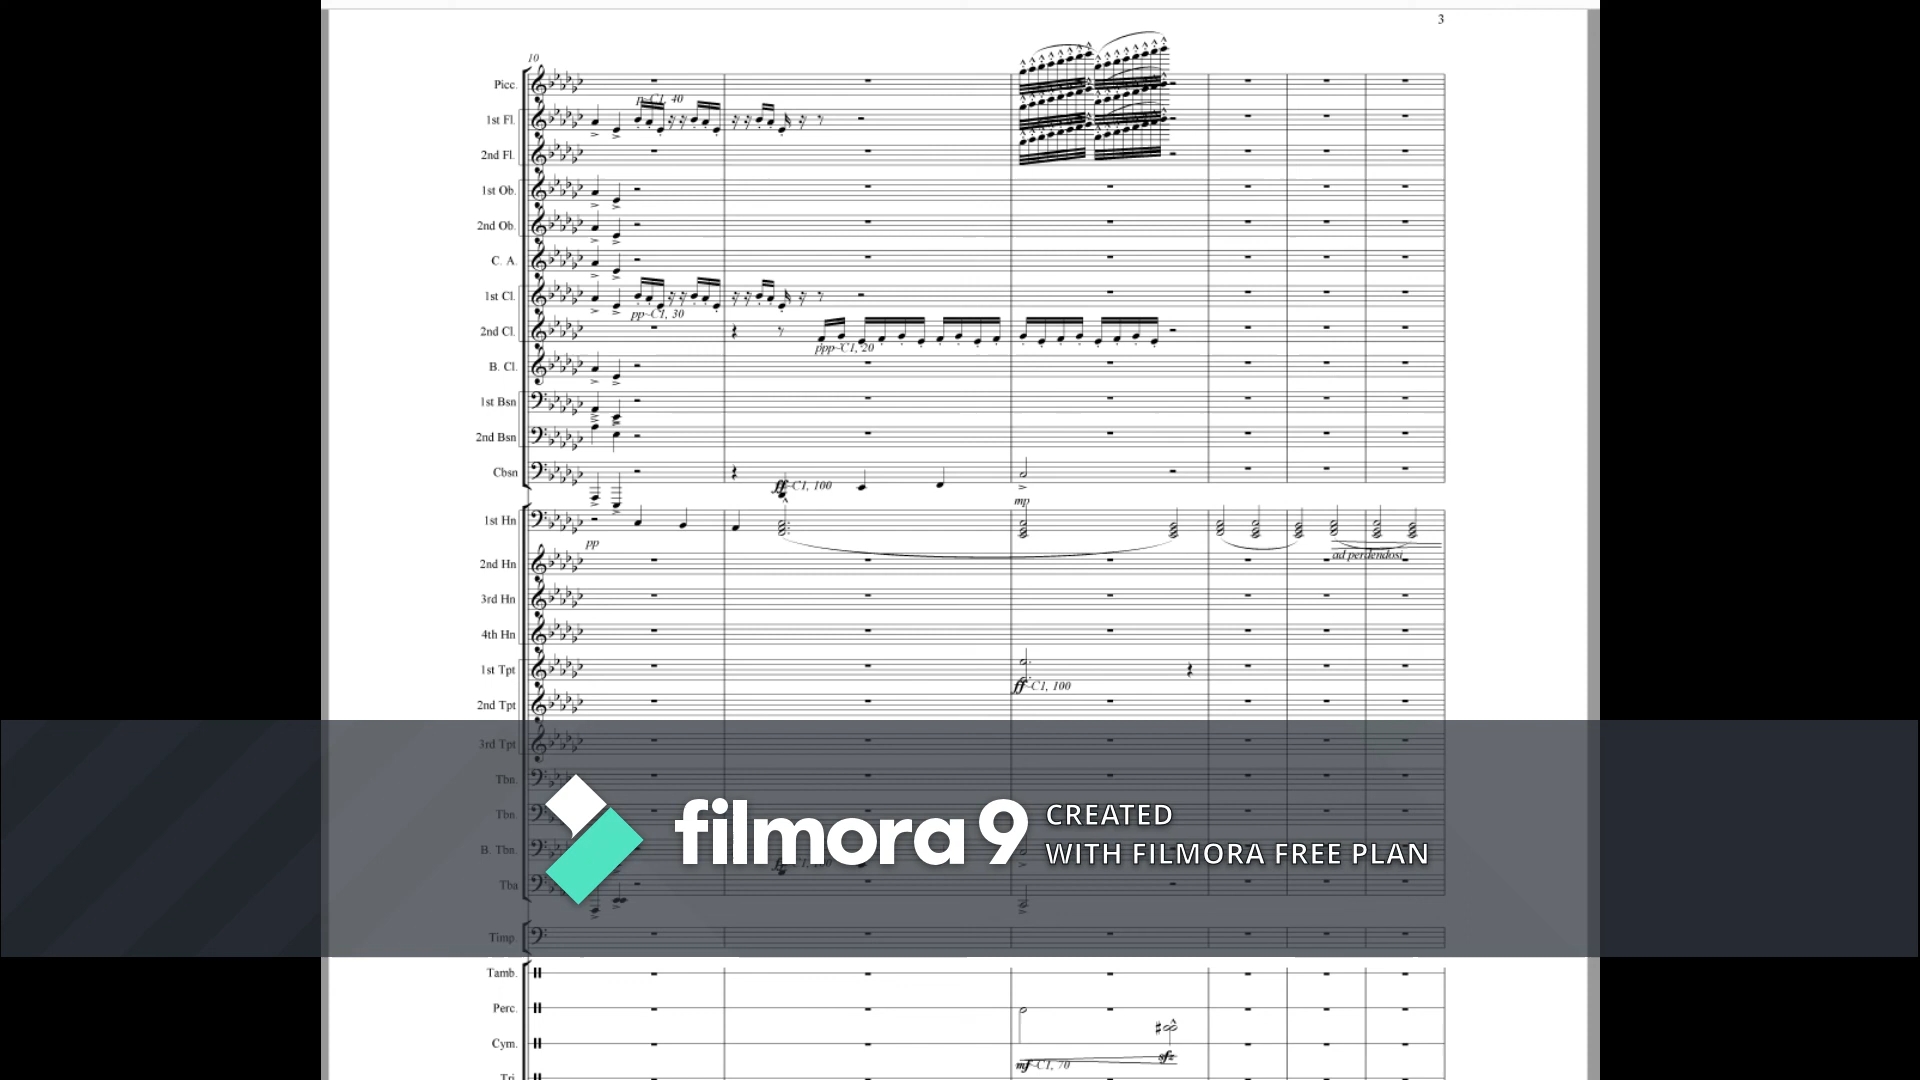 3
10
Picc.
p~C1, 40
1st Fl.
2nd Fl.
1st Ob.
2nd Ob.
C. A.
1st Cl.
pp~C1, 30
2nd Cl.
ppp~C1, 20
B. Cl.
1st Bsn
2nd Bsn
Cbsn
ff~C1, 100
mp
1st Hn
pp
ad perdendosi
2nd Hn
3rd Hn
4th Hn
1st Tpt
ff~C1, 100
2nd Tpt
3rd Tpt
Tbn.
Tbn.
B. Tbn.
Tba
Timp.
Tamb.
Perc.
Cym.
sfz
mf~C1, 70
filmora9
CREATED
WITH FILMORA FREE PLAN